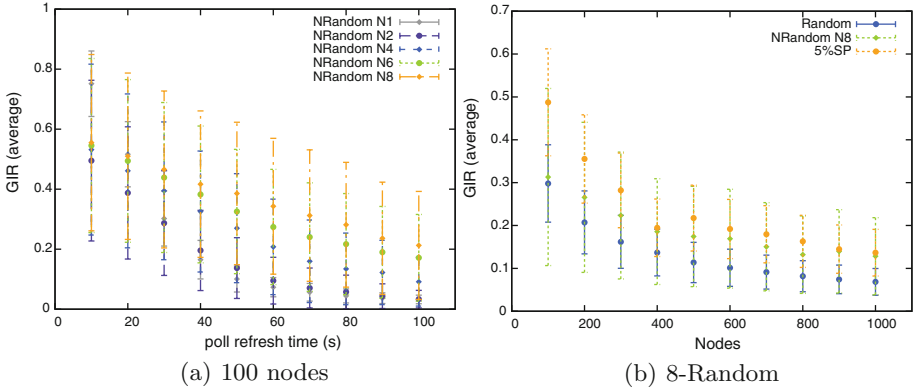 GIR (average)
1
0.8
0.6
0.4
0.2
0
0
20
40
60
80
100
poll refresh time (s)
NRandom N1
NRandom N2
NRandom N4
NRandom N6
NRandom N8
(a) 100 nodes
GIR (average)
0.7
0.6
0.5
0.4
0.3
0.2
0.1
0
0
200
400
600
800
1000
Nodes
Random
NRandom N8
5%SP
(b) 8-Random